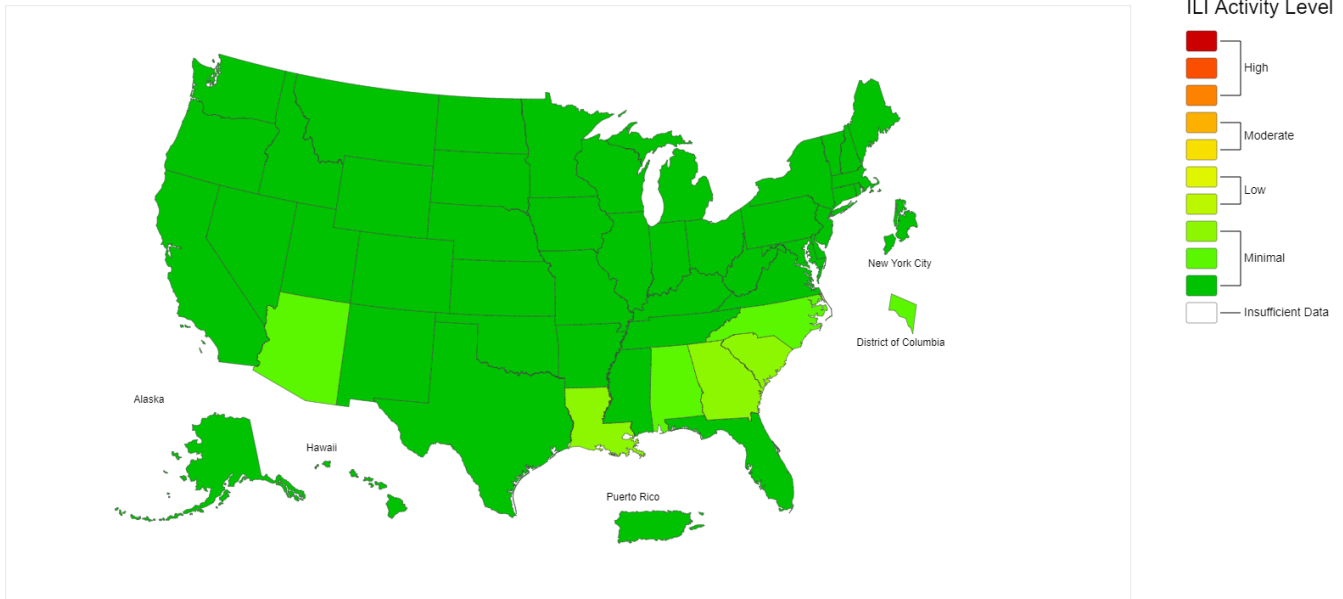 ILI Activity Level
High
Moderate
Low
Minimal
Insufficient Data
New York City
District of Columbia
Alaska
Hawaii
Puerto Rico